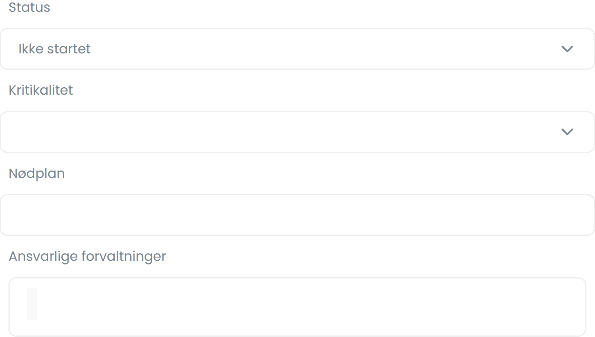 Status
Ikke startet
Kritikalitet
Nødplan
Ansvarlige forvaltninger